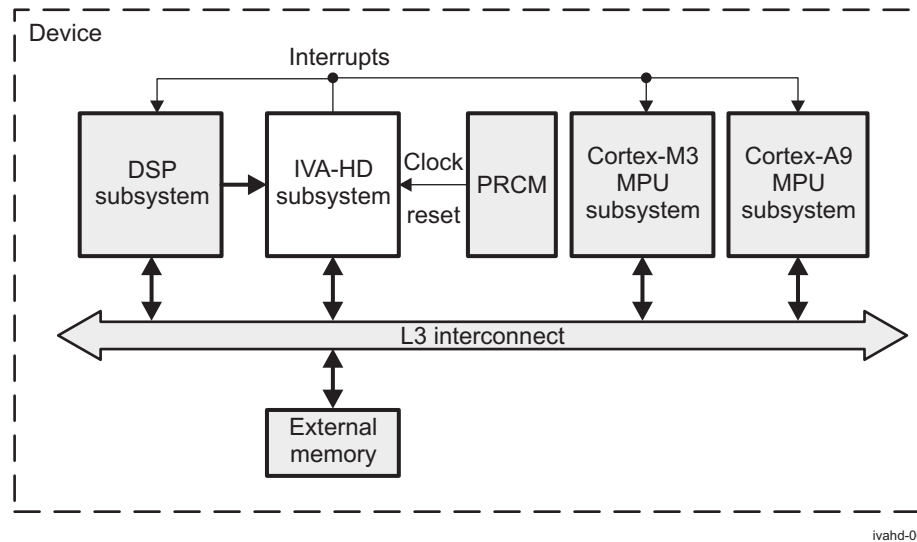 Device
Interrupts
DSP
subsystem
IVA-HD
subsystem
Clock
reset
PRCM
Cortex-M3
MPU
subsystem
Cortex-A9
MPU
subsystem
L3 interconnect
External
memory
ivahd-0